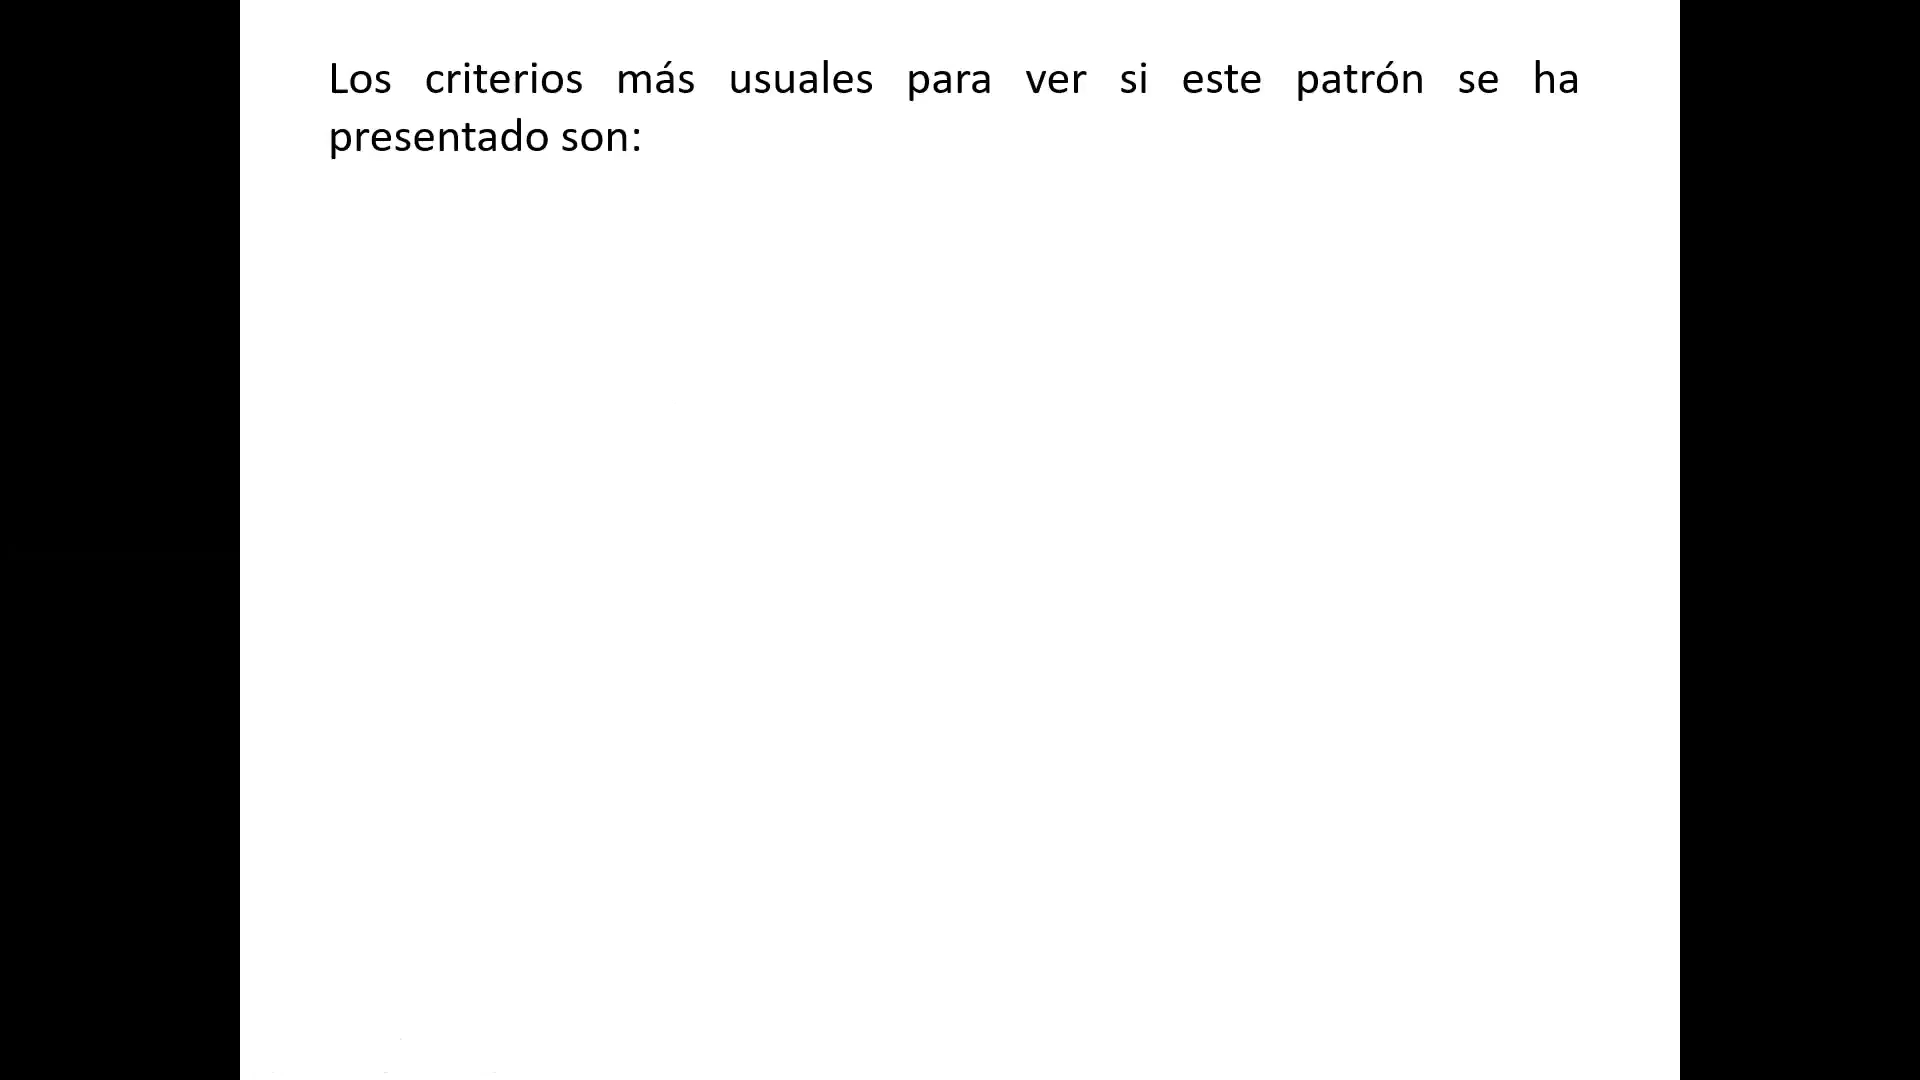 Los criterios más usuales para ver si este patrón se ha
presentado son: